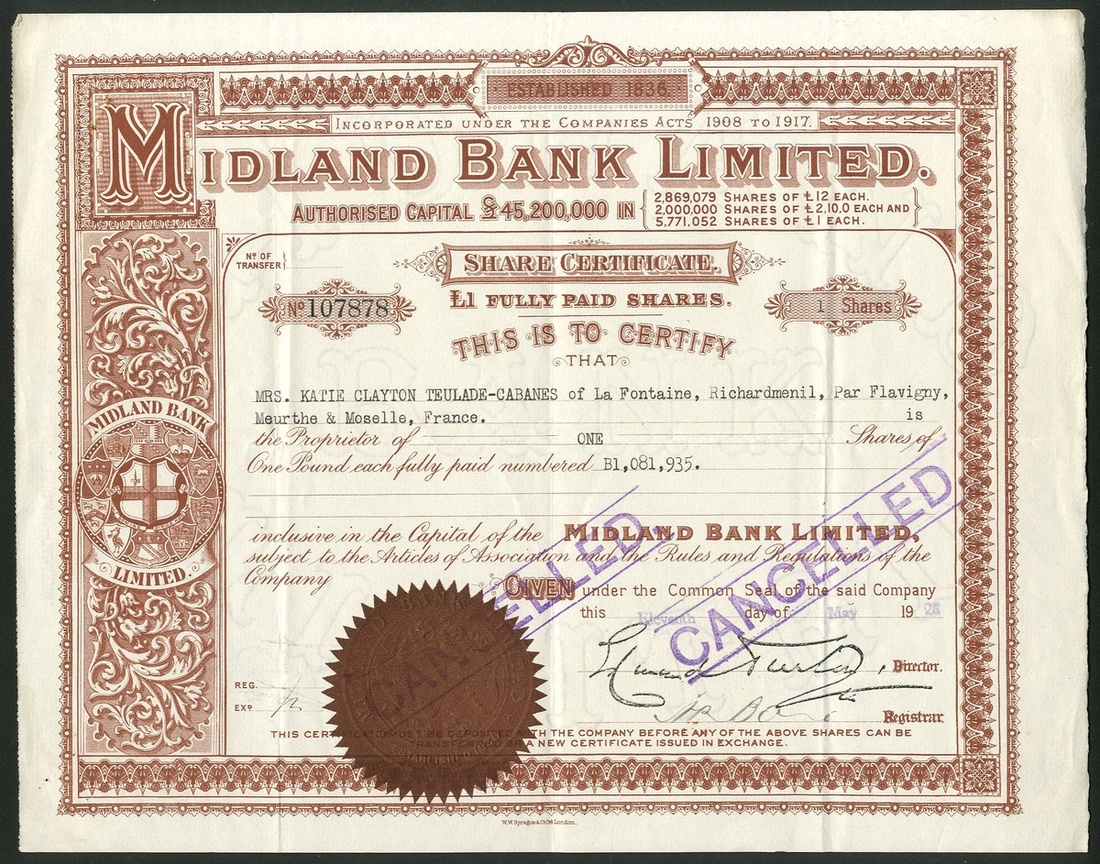 ESTABLISHED 1836.
INCORPORATED UNDER THE COMPANIES ACTS 1908 TO 1917.
MIDLAND BANK LIMITED.
AUTHORISED CAPITAL £45,200,000 IN
2,869,079 SHARES OF £12 EACH.
2,000,000 SHARES OF £2,10,0 EACH AND
5,771,052 SHARES OF £1 EACH.
No OF
TRANSFER
SHARE CERTIFICATE.
No 107878
£1 FULLY PAID SHARES.
1 Shares
THIS IS TO CERTIFY
THAT
MRS. KATIE CLAYTON TEULADE-CABANES of La Fontaine, Richardmenil, Par Flavigny,
Meurthe & Moselle, France. is
the Proprietor of ONE Shares of
One Pound each fully paid numbered B1,081,935.
MIDLAND BANK
LIMITED.
inclusive in the Capital of the MIDLAND BANK LIMITED,
subject to the Articles of Association and the Rules and Regulations of the
Company
GIVEN under the Common Seal of the said Company
this Eleventh day of May 1928
CANCELLED
CANCELLED
Director.
REG.
EXD
Registrar.
THIS CERTIFICATE MUST BE DEPOSITED WITH THE COMPANY BEFORE ANY OF THE ABOVE SHARES CAN BE
TRANSFERRED OR A NEW CERTIFICATE ISSUED IN EXCHANGE.
W.W. Sprague & Co Ltd London.